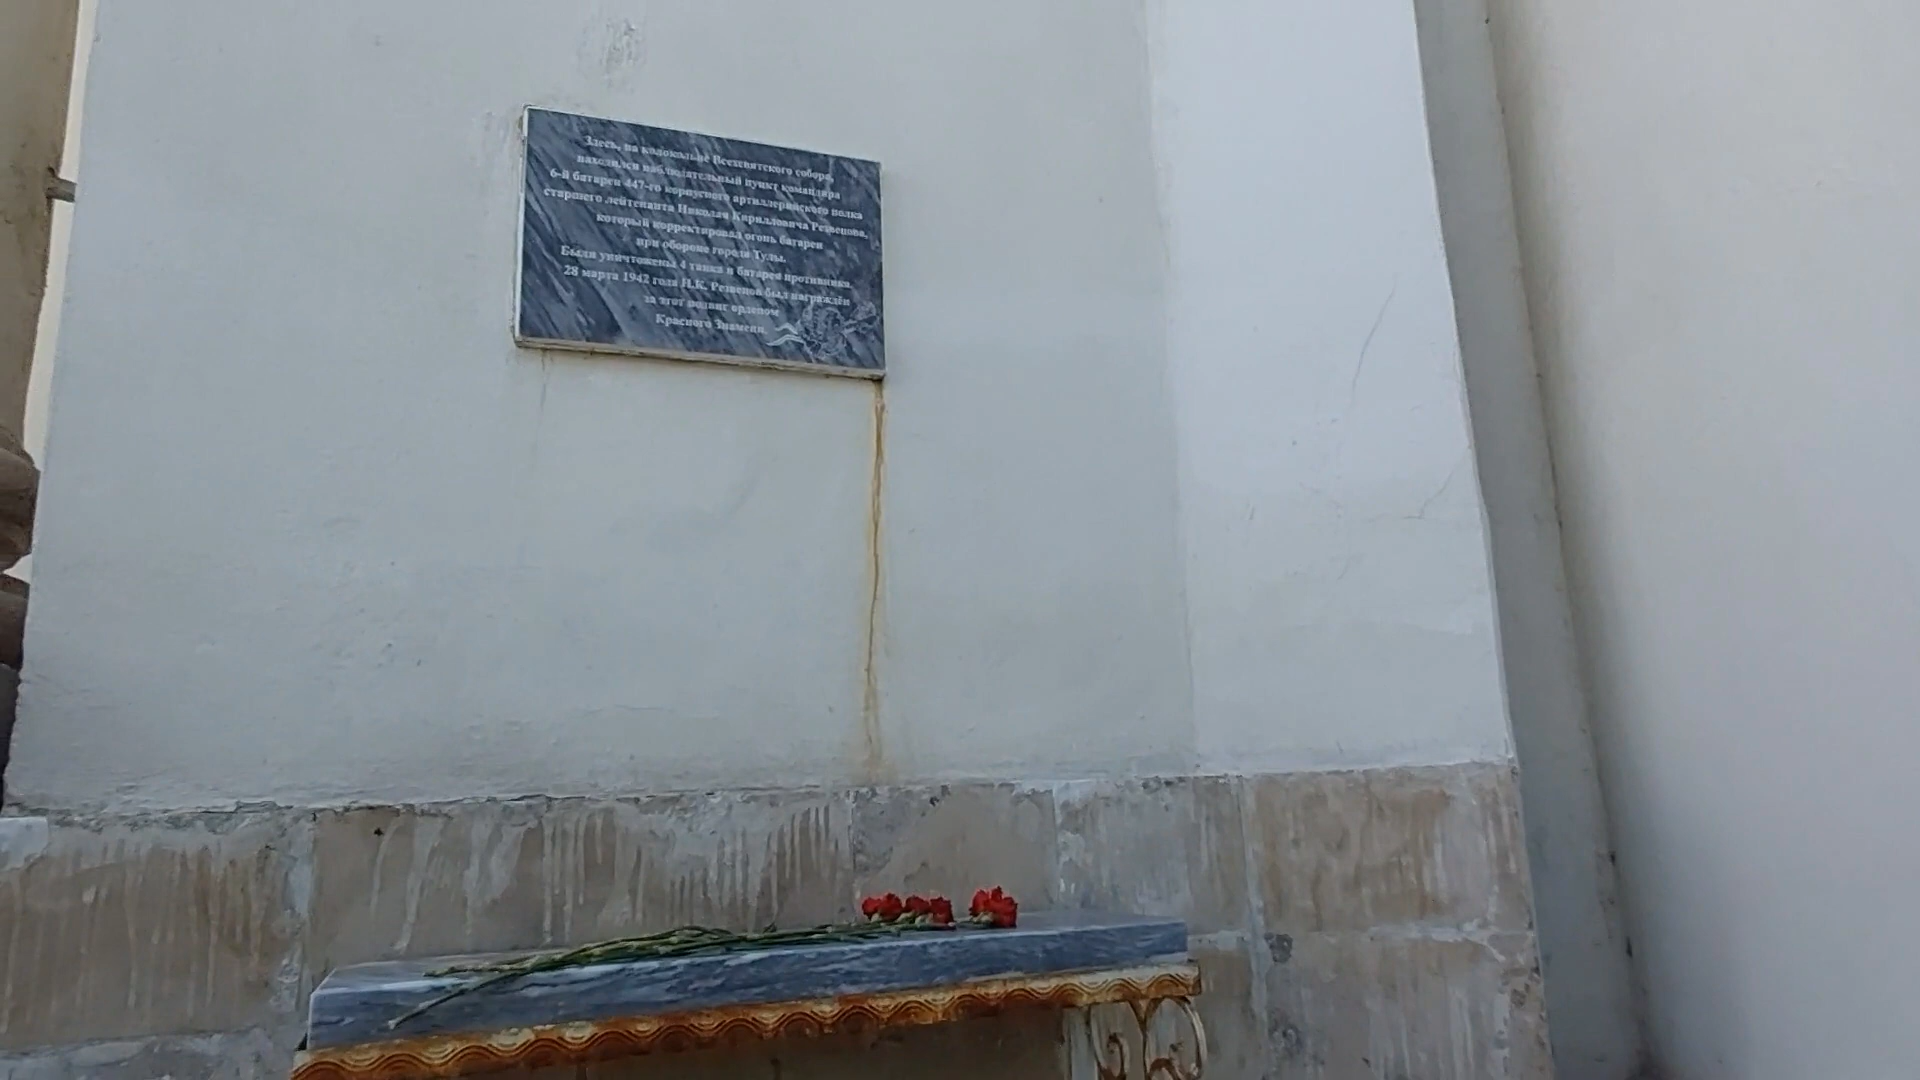 Здесь, на колокольне Всехсвятского собора,
находился наблюдательный пункт командира
6-й батареи 447-го корпусного артиллерийского полка
старшего лейтенанта Николая Кирилловича Резвецова,
который корректировал огонь батареи
при обороне города Тулы.
Были уничтожены 4 танка и батарея противника.
28 марта 1942 года Н.К. Резвецов был награждён
за этот подвиг орденом
Красного Знамени.